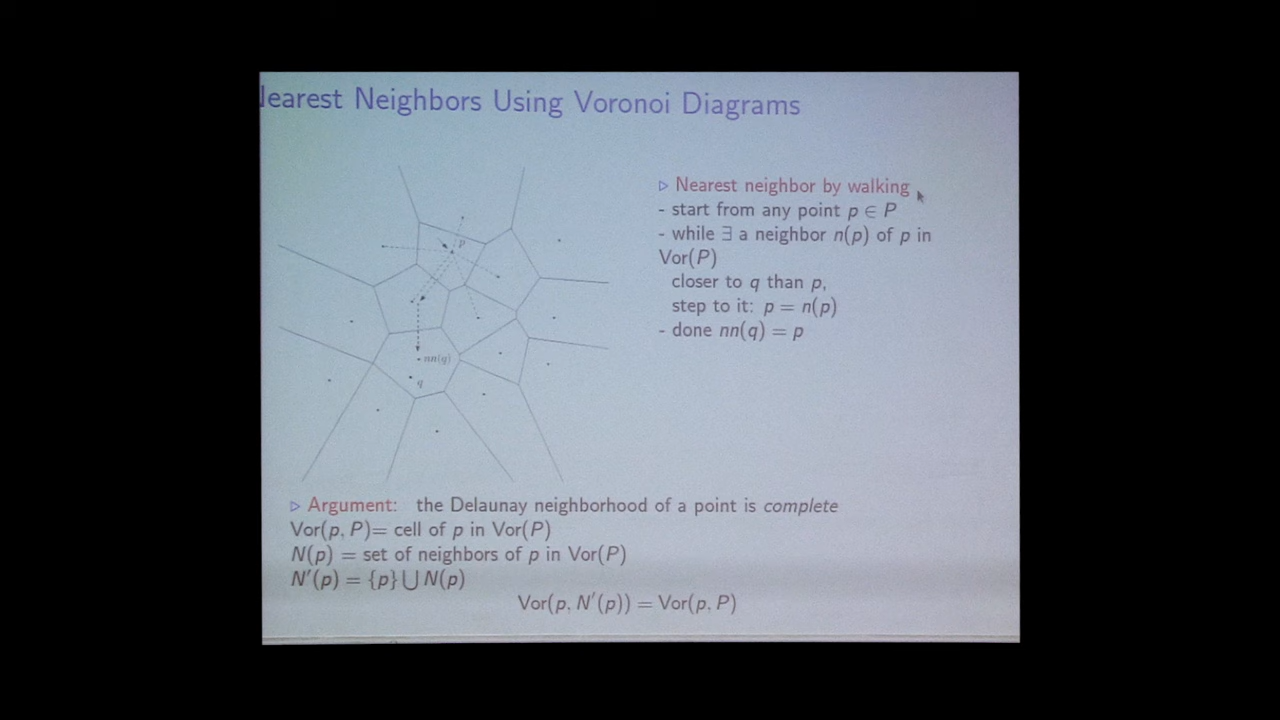 Nearest Neighbors Using Voronoi Diagrams
▷ Nearest neighbor by walking
- start from any point p ∈ P
- while ∃ a neighbor n(p) of p in
Vor(P)
closer to q than p,
step to it: p = n(p)
- done nn(q) = p
p
nn(q)
q
▷ Argument: the Delaunay neighborhood of a point is complete
Vor(p, P)= cell of p in Vor(P)
N(p) = set of neighbors of p in Vor(P)
N′(p) = {p} ⋃ N(p)
Vor(p, N′(p)) = Vor(p, P)